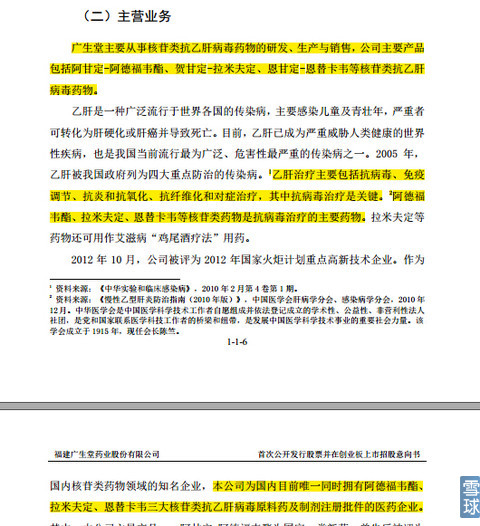 （二）主营业务
广生堂主要从事核苷类抗乙肝病毒药物的研发、生产与销售，公司主要产品
包括阿甘定-阿德福韦酯、贺甘定-拉米夫定、恩甘定-恩替卡韦等核苷类抗乙肝
病毒药物。
乙肝是一种广泛流行于世界各国的传染病，主要感染儿童及青壮年，严重者
可转化为肝硬化或肝癌并导致死亡。目前，乙肝已成为严重威胁人类健康的世界
性疾病，也是我国当前流行最为广泛、危害性最严重的传染病之一。2005 年，
乙肝被我国政府列为四大重点防治的传染病。¹乙肝治疗主要包括抗病毒、免疫
调节、抗炎和抗氧化、抗纤维化和对症治疗，其中抗病毒治疗是关键。²阿德福
韦酯、拉米夫定、恩替卡韦等核苷类药物是抗病毒治疗的主要药物。拉米夫定等
药物还可用作艾滋病“鸡尾酒疗法”用药。
2012 年 10 月，公司被评为 2012 年国家火炬计划重点高新技术企业。作为
¹ 资料来源：《中华实验和临床感染病》，2010 年 2 月第 4 卷第 1 期。
² 资料来源：《慢性乙型肝炎防治指南（2010 年版）》，中国医学会肝病学分会、感染病学分会，2010 年
12月。中华医学会是中国医学科学技术工作者自愿组成并依法登记成立的学术性、公益性、非营利性法人
社团，是党和国家联系医学科技工作者的桥梁和纽带，是发展中国医学科学技术事业的重要社会力量。该
学会成立于 1915 年，现任会长陈竺。
1-1-6
福建广生堂药业股份有限公司
首次公开发行股票并在创业板上市招股意向书
国内核苷类药物领域的知名企业，本公司为国内目前唯一同时拥有阿德福韦酯、
拉米夫定、恩替卡韦三大核苷类抗乙肝病毒原料药及制剂注册批件的医药企业。
雪球